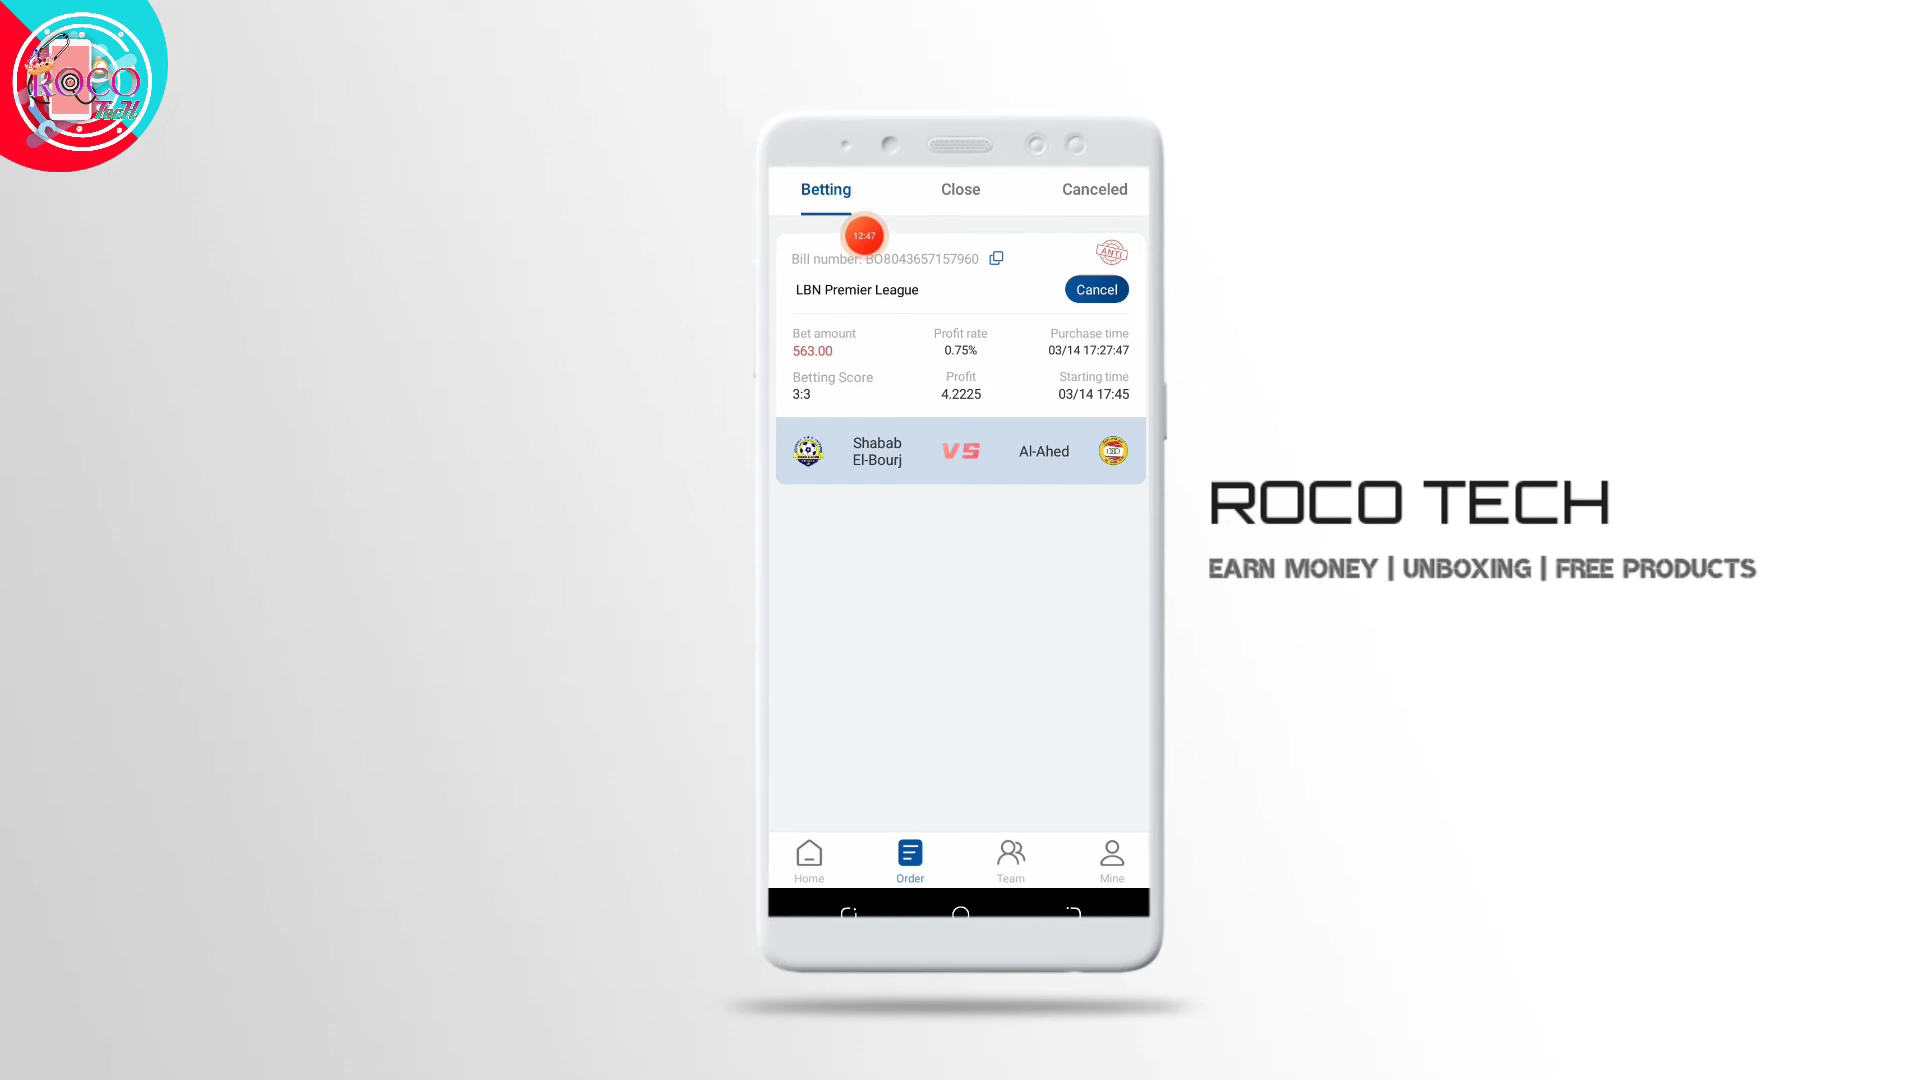 ROCO
TecH
Betting
Close
Canceled
12:47
Bill number: BO8043657157960
ANTI
LBN Premier League
Cancel
Bet amount
Profit rate
Purchase time
563.00
0.75%
03/14 17:27:47
Betting Score
Profit
Starting time
3:3
4.2225
03/14 17:45
Shabab
El-Bourj
VS
Al-Ahed
ROCO TECH
EARN MONEY | UNBOXING | FREE PRODUCTS
Home
Order
Team
Mine